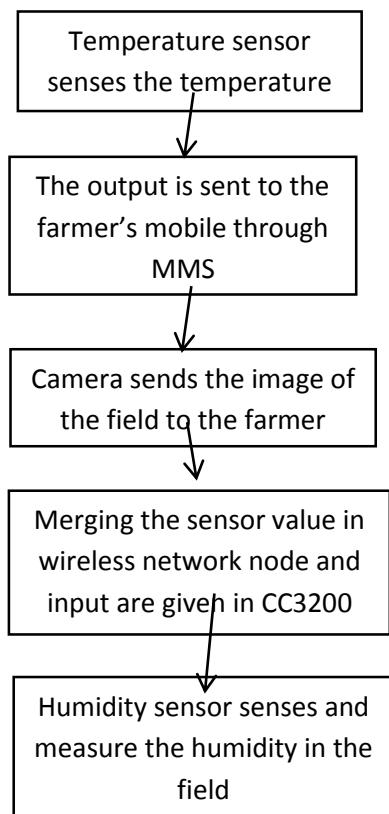 Temperature sensor
senses the temperature
The output is sent to the
farmer’s mobile through
MMS
Camera sends the image of
the field to the farmer
Merging the sensor value in
wireless network node and
input are given in CC3200
Humidity sensor senses and
measure the humidity in the
field